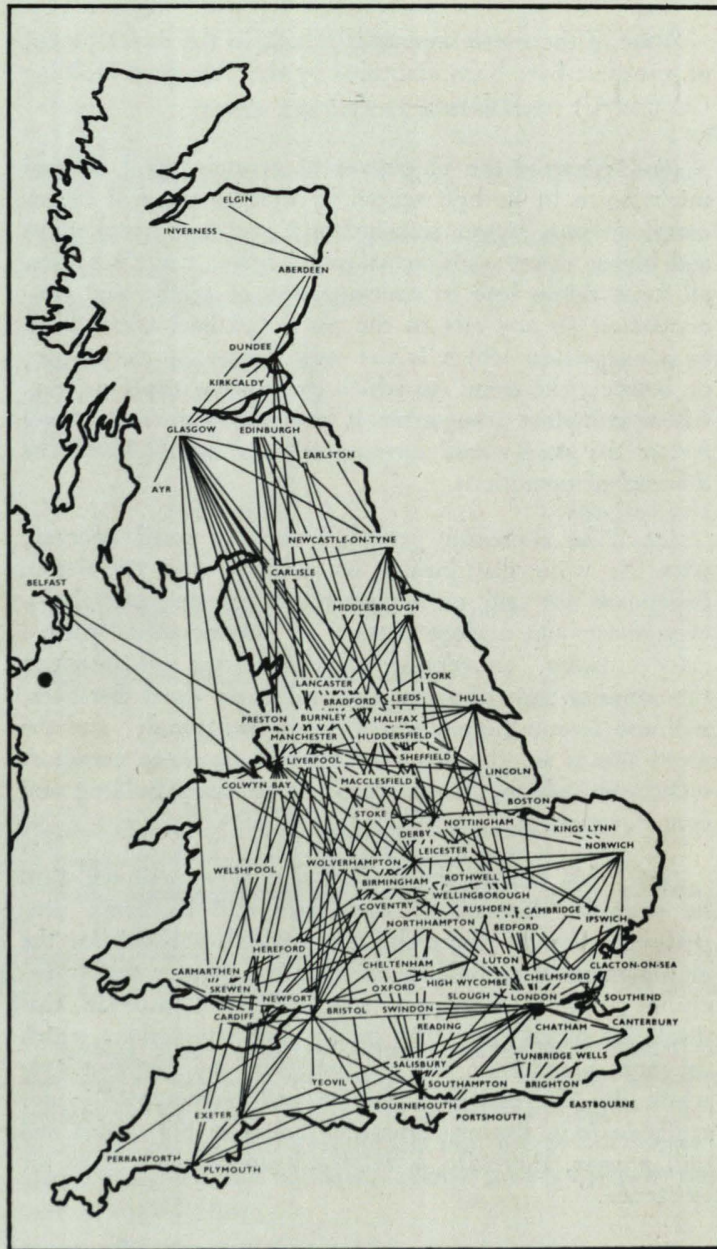 ELGIN
INVERNESS
ABERDEEN
DUNDEE
KIRKCALDY
GLASGOW
EDINBURGH
EARLSTON
AYR
NEWCASTLE-ON-TYNE
CARLISLE
BELFAST
MIDDLESBROUGH
YORK
LANCASTER
BRADFORD
LEEDS
HULL
PRESTON
BURNLEY
HALIFAX
MANCHESTER
HUDDERSFIELD
LIVERPOOL
SHEFFIELD
LINCOLN
COLWYN BAY
MACCLESFIELD
BOSTON
STOKE
NOTTINGHAM
KINGS LYNN
DERBY
LEICESTER
NORWICH
WELSHPOOL
WOLVERHAMPTON
BIRMINGHAM
ROTHWELL
WELLINGBOROUGH
COVENTRY
RUSHDEN
CAMBRIDGE
IPSWICH
NORTHHAMPTON
BEDFORD
HEREFORD
CHELTENHAM
LUTON
CLACTON-ON-SEA
CARMARTHEN
CHELMSFORD
SKEWEN
OXFORD
HIGH WYCOMBE
NEWPORT
SLOUGH
LONDON
SOUTHEND
CARDIFF
BRISTOL
SWINDON
READING
CHATHAM
CANTERBURY
TUNBRIDGE WELLS
SALISBURY
YEOVIL
SOUTHAMPTON
BRIGHTON
EASTBOURNE
BOURNEMOUTH
PORTSMOUTH
EXETER
PERRANPORTH
PLYMOUTH